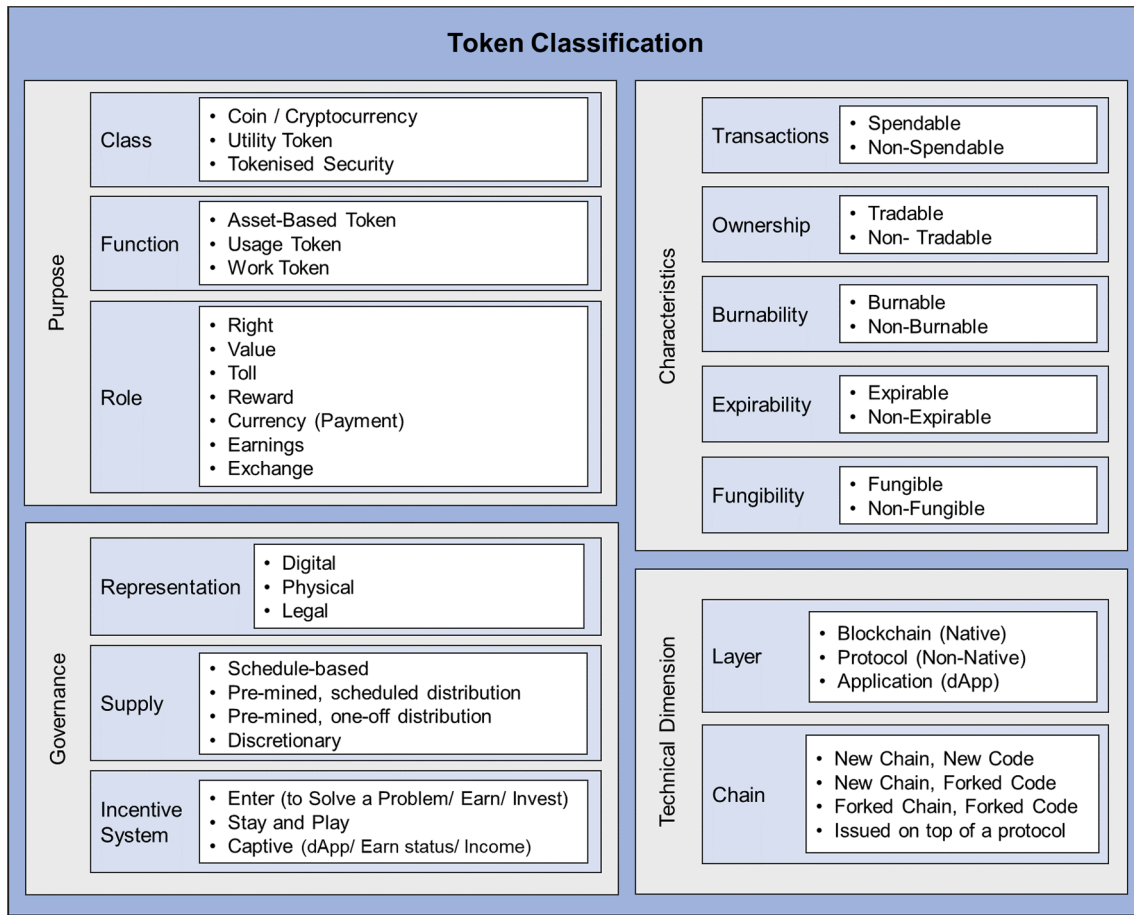 Token Classification
Purpose
Class
• Coin / Cryptocurrency
• Utility Token
• Tokenised Security
Function
• Asset-Based Token
• Usage Token
• Work Token
Role
• Right
• Value
• Toll
• Reward
• Currency (Payment)
• Earnings
• Exchange
Governance
Representation
• Digital
• Physical
• Legal
Supply
• Schedule-based
• Pre-mined, scheduled distribution
• Pre-mined, one-off distribution
• Discretionary
Incentive
System
• Enter (to Solve a Problem/ Earn/ Invest)
• Stay and Play
• Captive (dApp/ Earn status/ Income)
Characteristics
Transactions
• Spendable
• Non-Spendable
Ownership
• Tradable
• Non- Tradable
Burnability
• Burnable
• Non-Burnable
Expirability
• Expirable
• Non-Expirable
Fungibility
• Fungible
• Non-Fungible
Technical Dimension
Layer
• Blockchain (Native)
• Protocol (Non-Native)
• Application (dApp)
Chain
• New Chain, New Code
• New Chain, Forked Code
• Forked Chain, Forked Code
• Issued on top of a protocol